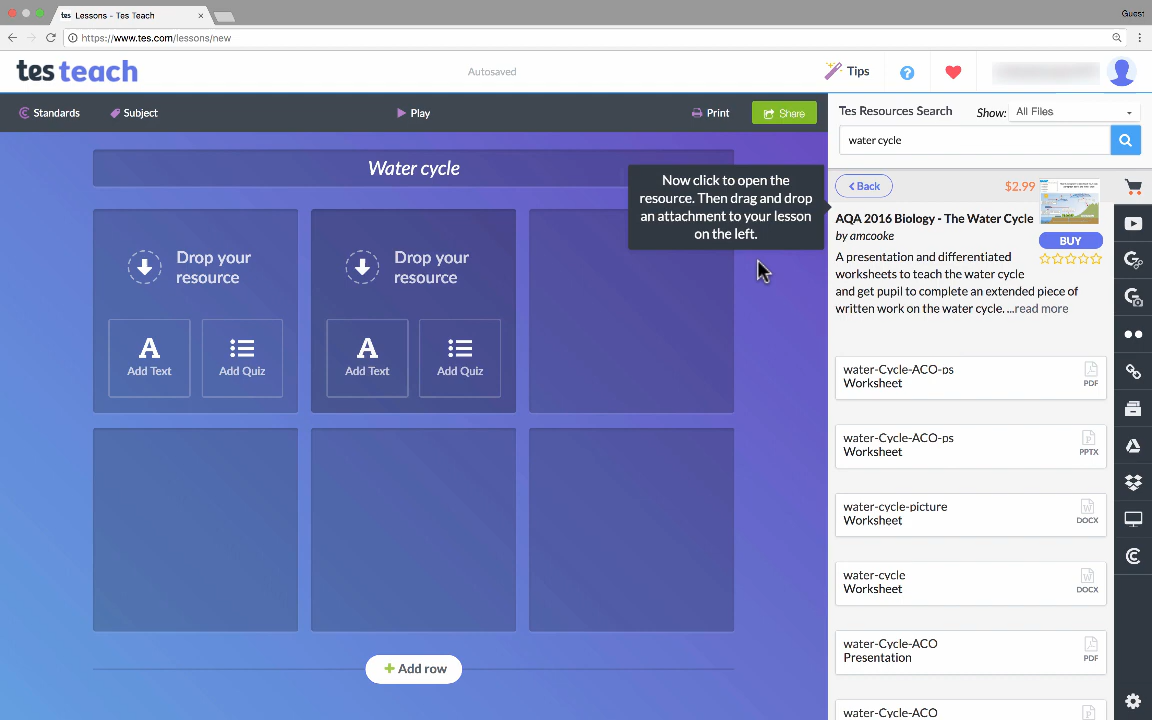 tes Lessons - Tes Teach
Guest
https://www.tes.com/lessons/new
tes teach
Autosaved
Tips
?
Standards
Subject
Play
Print
Share
Tes Resources Search
Show:
All Files
water cycle
Water cycle
Now click to open the
resource. Then drag and drop
an attachment to your lesson
on the left.
Back
$2.99
AQA 2016 Biology - The Water Cycle
by amcooke
BUY
A presentation and differentiated
worksheets to teach the water cycle
and get pupil to complete an extended piece of
written work on the water cycle. ...read more
Drop your
resource
A
Add Text
Add Quiz
Drop your
resource
A
Add Text
Add Quiz
water-Cycle-ACO-ps
Worksheet
PDF
water-Cycle-ACO-ps
Worksheet
PPTX
water-cycle-picture
Worksheet
DOCX
water-cycle
Worksheet
DOCX
water-Cycle-ACO
Presentation
PDF
water-Cycle-ACO
+ Add row